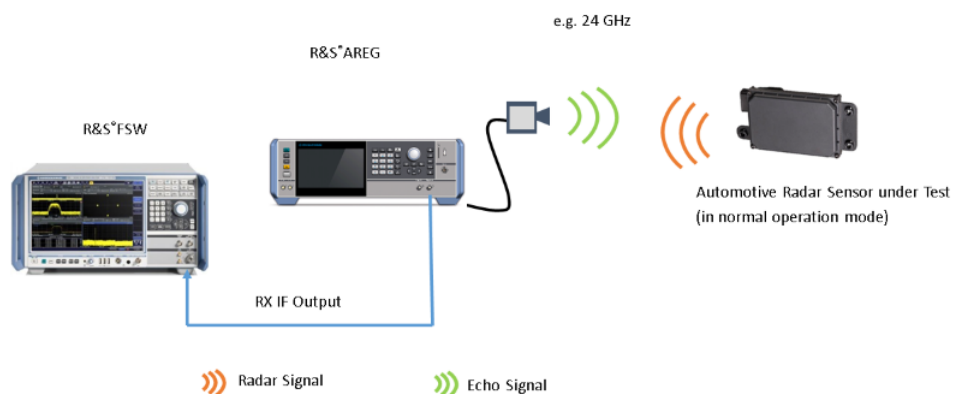 e.g. 24 GHz
R&S®AREG
R&S®FSW
Automotive Radar Sensor under Test
(in normal operation mode)
RX IF Output
Radar Signal
Echo Signal